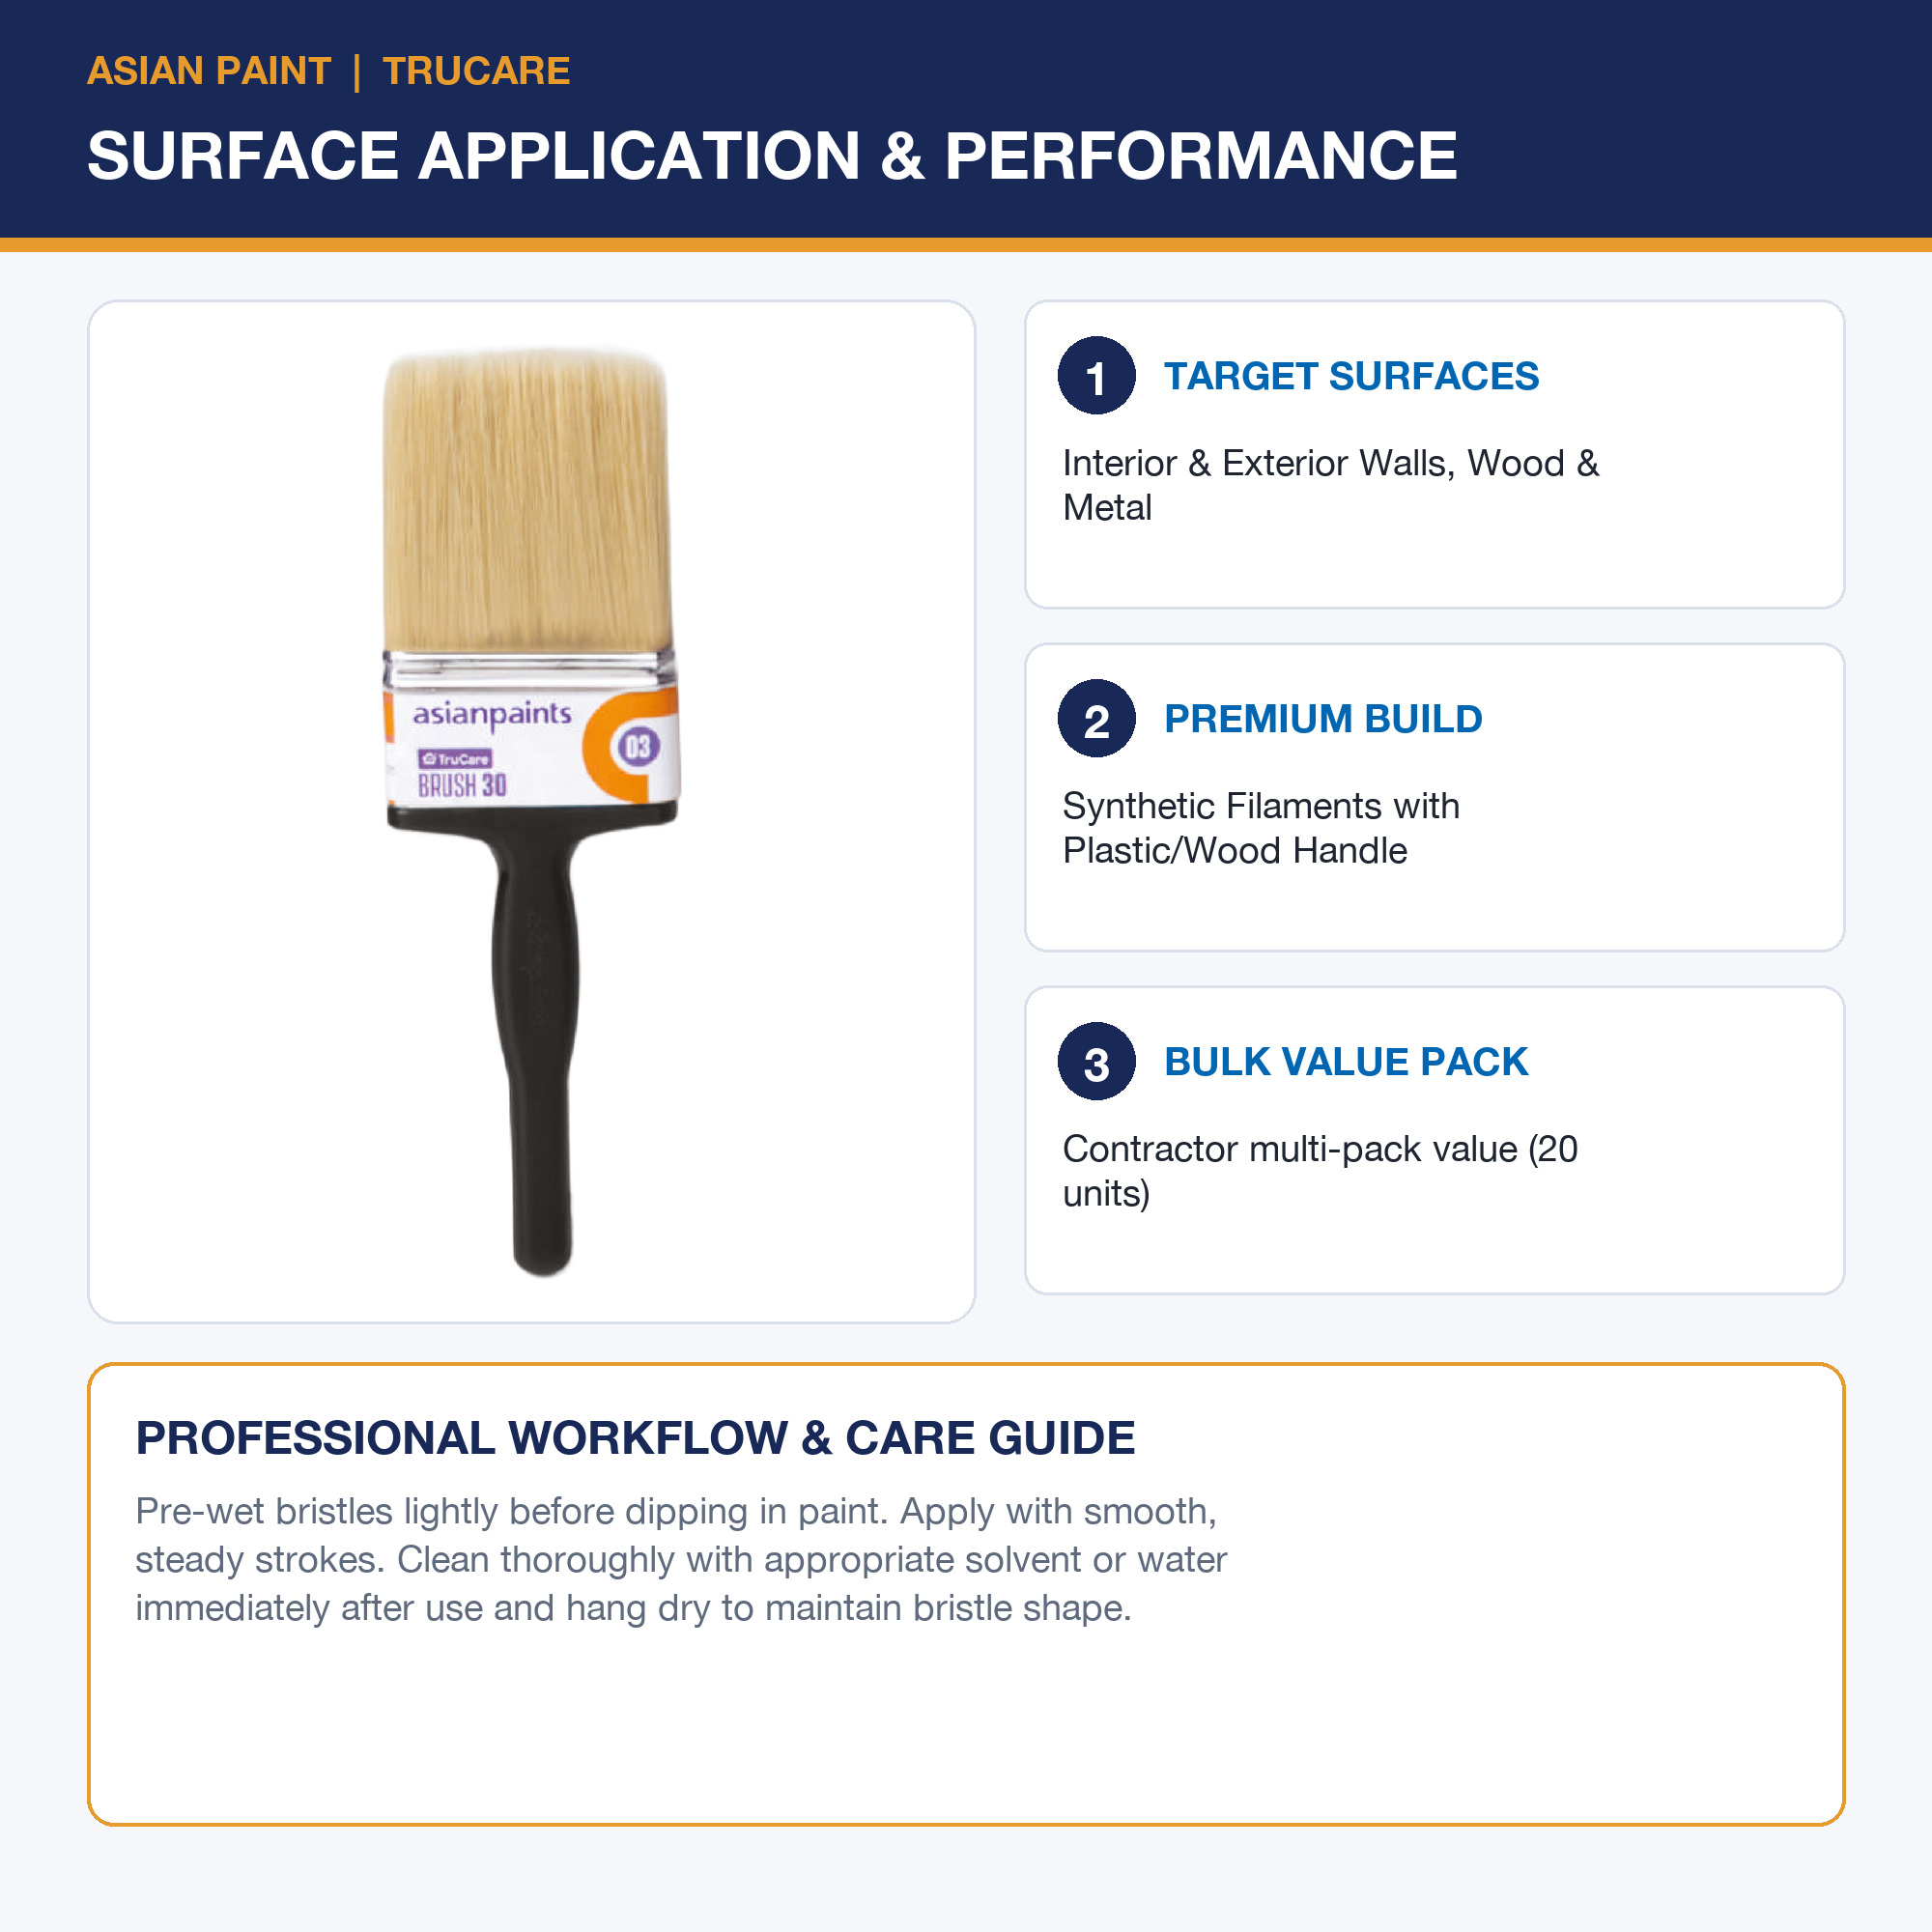 ASIAN PAINT | TRUCARE
SURFACE APPLICATION & PERFORMANCE
asianpaints
03
TruCare
BRUSH 30
1 TARGET SURFACES
Interior & Exterior Walls, Wood &
Metal
2 PREMIUM BUILD
Synthetic Filaments with
Plastic/Wood Handle
3 BULK VALUE PACK
Contractor multi-pack value (20
units)
PROFESSIONAL WORKFLOW & CARE GUIDE
Pre-wet bristles lightly before dipping in paint. Apply with smooth,
steady strokes. Clean thoroughly with appropriate solvent or water
immediately after use and hang dry to maintain bristle shape.